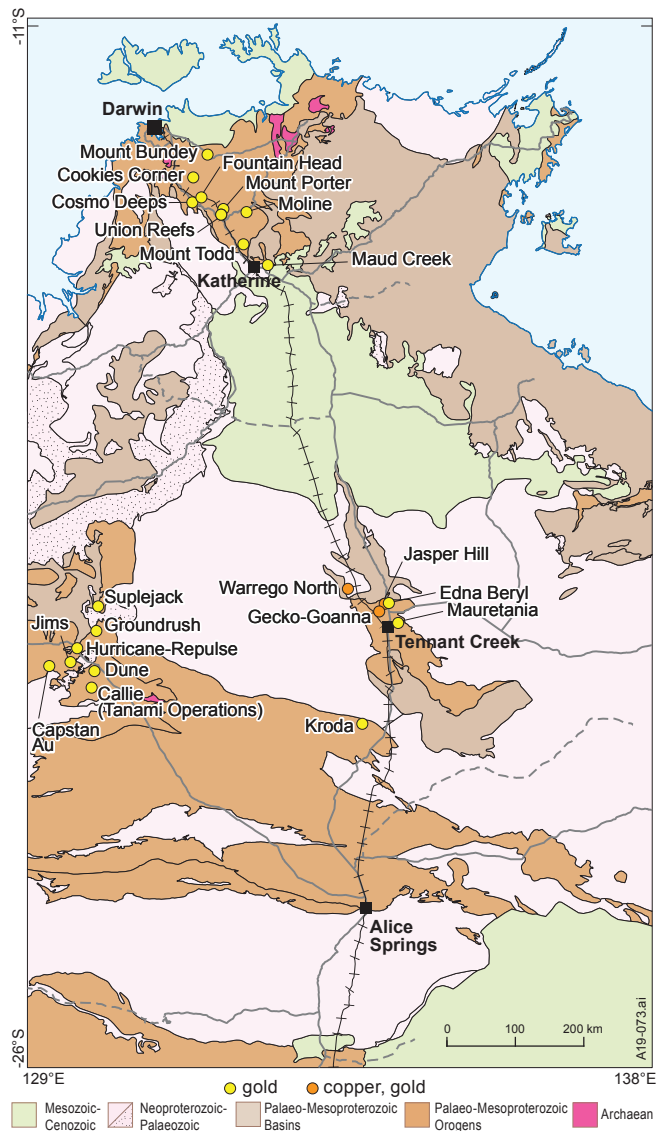 -11°S
Darwin
Mount Bundey
Fountain Head
Cookies Corner
Mount Porter
Cosmo Deeps
Moline
Union Reefs
Mount Todd
Maud Creek
Katherine
Jasper Hill
Warrego North
Edna Beryl
Suplejack
Gecko-Goanna
Mauretania
Jims
Groundrush
Tennant Creek
Hurricane-Repulse
Dune
Callie
(Tanami Operations)
Capstan
Au
Kroda
Alice
Springs
0 100 200 km
A19-073.ai
-26°S
129°E
138°E
gold
copper, gold
Mesozoic-
Cenozoic
Neoproterozoic-
Palaeozoic
Palaeo-Mesoproterozoic
Basins
Palaeo-Mesoproterozoic
Orogens
Archaean